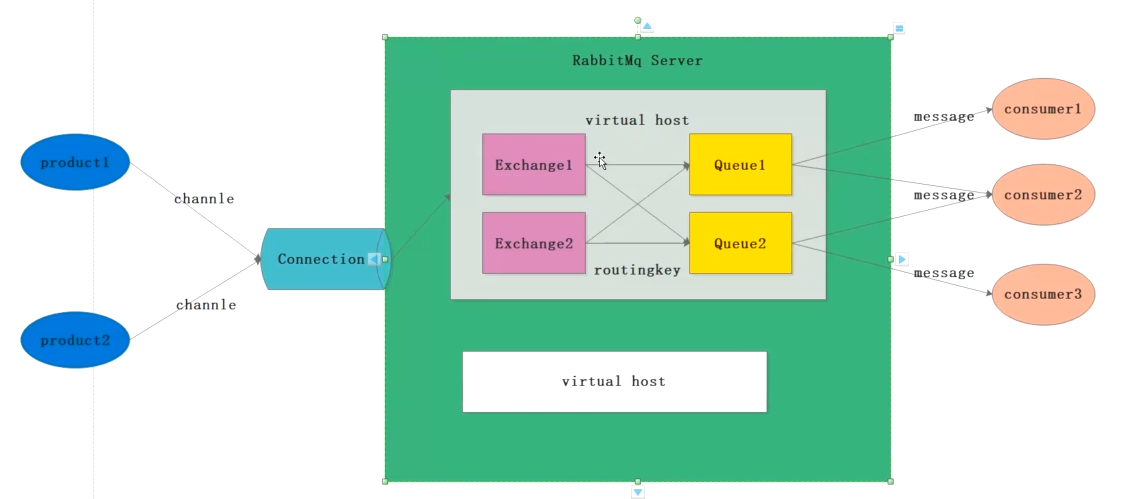 RabbitMq Server
virtual host
product1
channle
Connection
channle
product2
Exchange1
Queue1
Exchange2
Queue2
routingkey
message
consumer1
message
consumer2
message
consumer3
virtual host